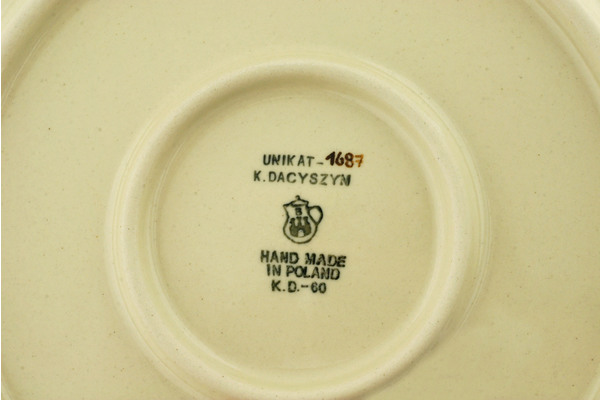 UNIKAT-1687
K.DACYSZYN
HAND MADE
IN POLAND
K.D.-60